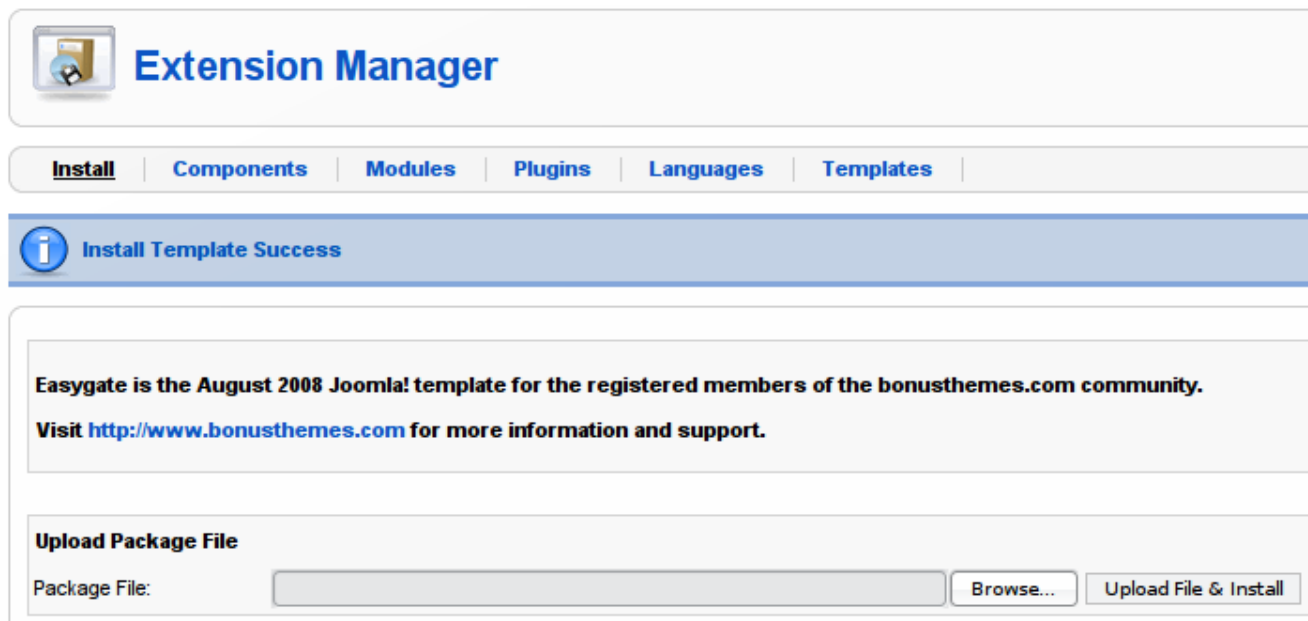 Extension Manager
Install Components Modules Plugins Languages Templates
Install Template Success
Easygate is the August 2008 Joomla! template for the registered members of the bonusthemes.com community.
Visit http://www.bonusthemes.com for more information and support.
Upload Package File
Package File: Browse... Upload File & Install